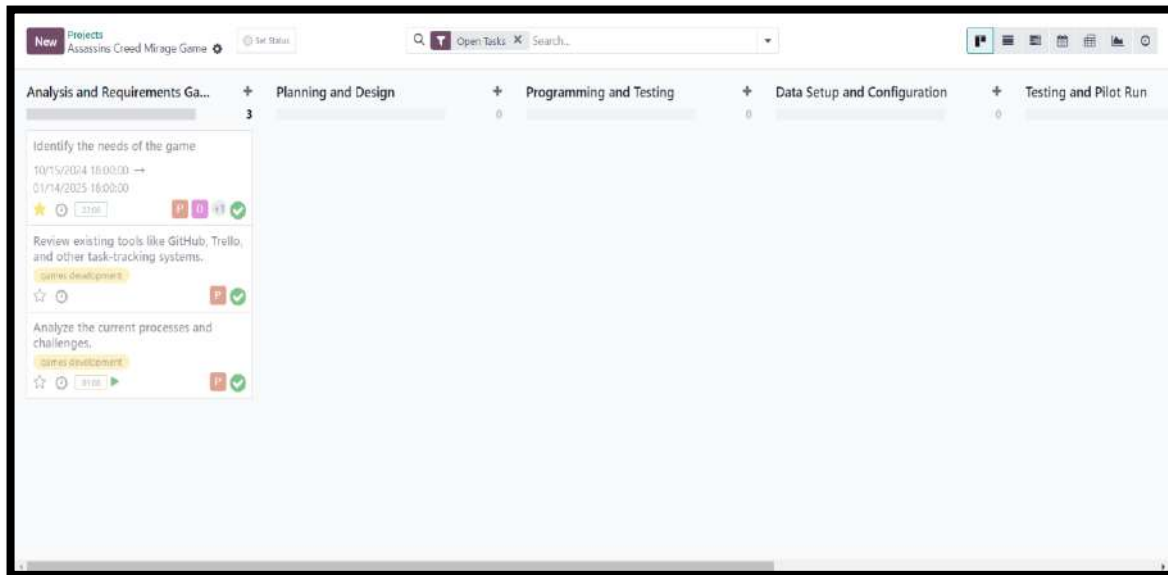 New
Projects
Assassins Creed Mirage Game
Set Status
Open Tasks
Search...
Analysis and Requirements Ga...
3
Planning and Design
0
Programming and Testing
0
Data Setup and Configuration
0
Testing and Pilot Run
Identify the needs of the game
10/15/2024 18:00:00 →
01/14/2025 18:00:00
P O +1
Review existing tools like GitHub, Trello,
and other task-tracking systems.
games development
P
Analyze the current processes and
challenges.
games development
P